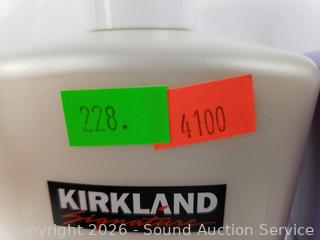 228.
4100
KIRKLAND
Signature
Copyright 2026 - Sound Auction Service